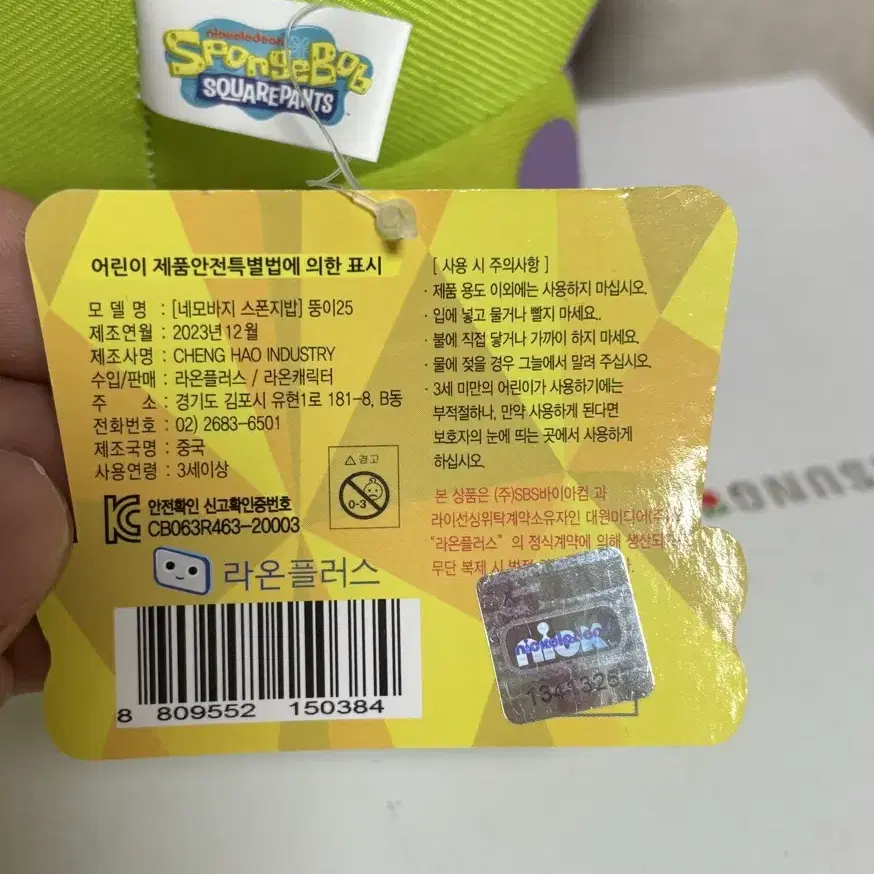 nickelodeon
SpongeBob
SQUAREPANTS
어린이 제품안전특별법에 의한 표시
모 델 명 : [네모바지 스폰지밥] 뚱이25
제조연월 : 2023년12월
제조사명 : CHENG HAO INDUSTRY
수입/판매 : 라온플러스 / 라온캐릭터
주 소 : 경기도 김포시 유현1로 181-8, B동
전화번호 : 02) 2683-6501
제조국명 : 중국
사용연령 : 3세이상
안전확인 신고확인증번호
CB063R463-20003
⚠경고
0-3
라온플러스
8 809552 150384
[ 사용 시 주의사항 ]
· 제품 용도 이외에는 사용하지 마십시오.
· 입에 넣고 물거나 빨지 마세요.
· 불에 직접 닿거나 가까이 하지 마세요.
· 물에 젖을 경우 그늘에서 말려 주십시오.
· 3세 미만의 어린이가 사용하기에는
부적절하나, 만약 사용하게 된다면
보호자의 눈에 띄는 곳에서 사용하게
하십시오.
본 상품은 (주)SBS바이아컴 과
라이선싱위탁계약소유자인 대원미디어(주)
"라온플러스" 의 정식계약에 의해 생산되
무단 복제 시 법적
nickelodeon
nick
1341325